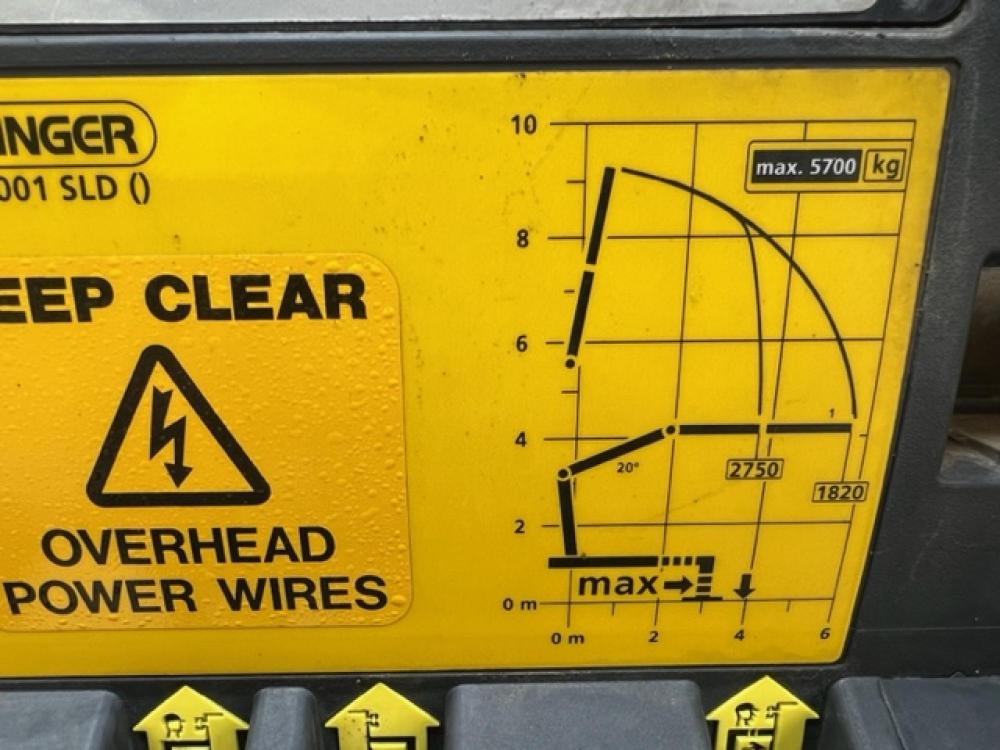 INGER
001 SLD ()
EEP CLEAR
OVERHEAD
POWER WIRES
10
max. 5700 kg
8
6
4
1
20°
2750
1820
2
max
0 m
0 m 2 4 6